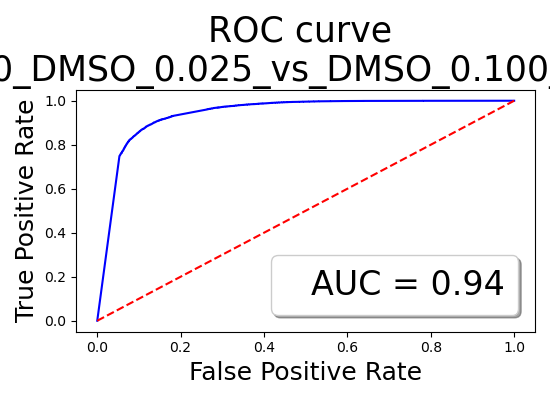 ROC curve
0_DMSO_0.025_vs_DMSO_0.100_
True Positive Rate
1.0
0.8
0.6
0.4
0.2
0.0
AUC = 0.94
0.0 0.2 0.4 0.6 0.8 1.0
False Positive Rate